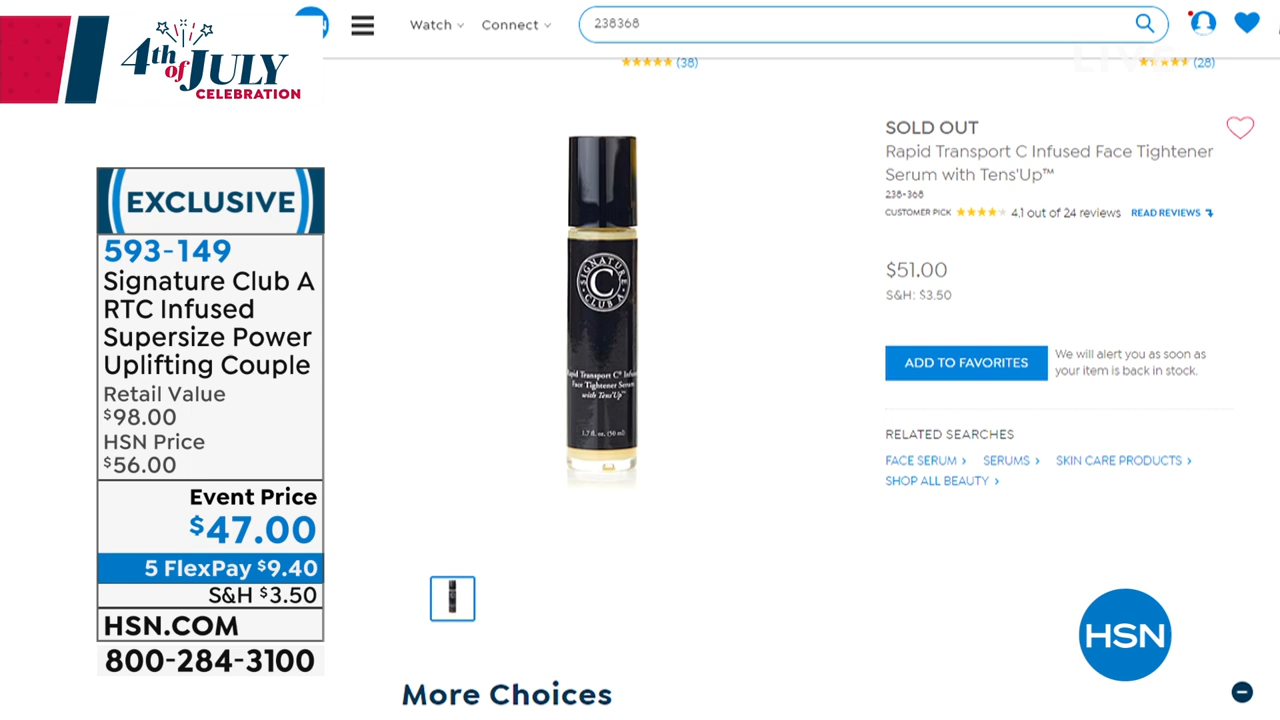 4th of JULY
CELEBRATION
Watch
Connect
238368
(38)
LIVE
(28)
EXCLUSIVE
593-149
Signature Club A
RTC Infused
Supersize Power
Uplifting Couple
Retail Value
$98.00
HSN Price
$56.00
Event Price
$47.00
5 FlexPay $9.40
S&H $3.50
HSN.COM
800-284-3100
SIGNATURE
C
CLUB A
Rapid Transport C® Infused
Face Tightener Serum
with Tens'Up™
1.7 fl. oz. (50 ml)
SOLD OUT
Rapid Transport C Infused Face Tightener
Serum with Tens'Up™
238-368
CUSTOMER PICK 4.1 out of 24 reviews READ REVIEWS
$51.00
S&H: $3.50
ADD TO FAVORITES
We will alert you as soon as
your item is back in stock.
RELATED SEARCHES
FACE SERUM › SERUMS › SKIN CARE PRODUCTS ›
SHOP ALL BEAUTY ›
HSN
More Choices